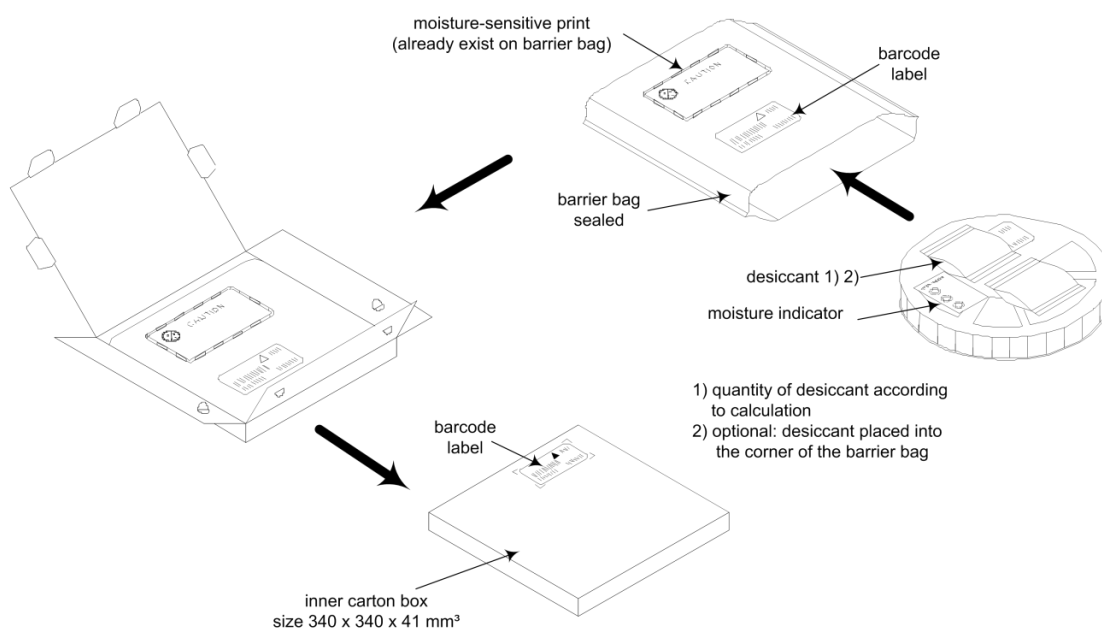 moisture-sensitive print
(already exist on barrier bag)
barcode
label
CAUTION
barrier bag
sealed
desiccant 1) 2)
moisture indicator
CAUTION
1) quantity of desiccant according
to calculation
2) optional: desiccant placed into
the corner of the barrier bag
barcode
label
inner carton box
size 340 x 340 x 41 mm³